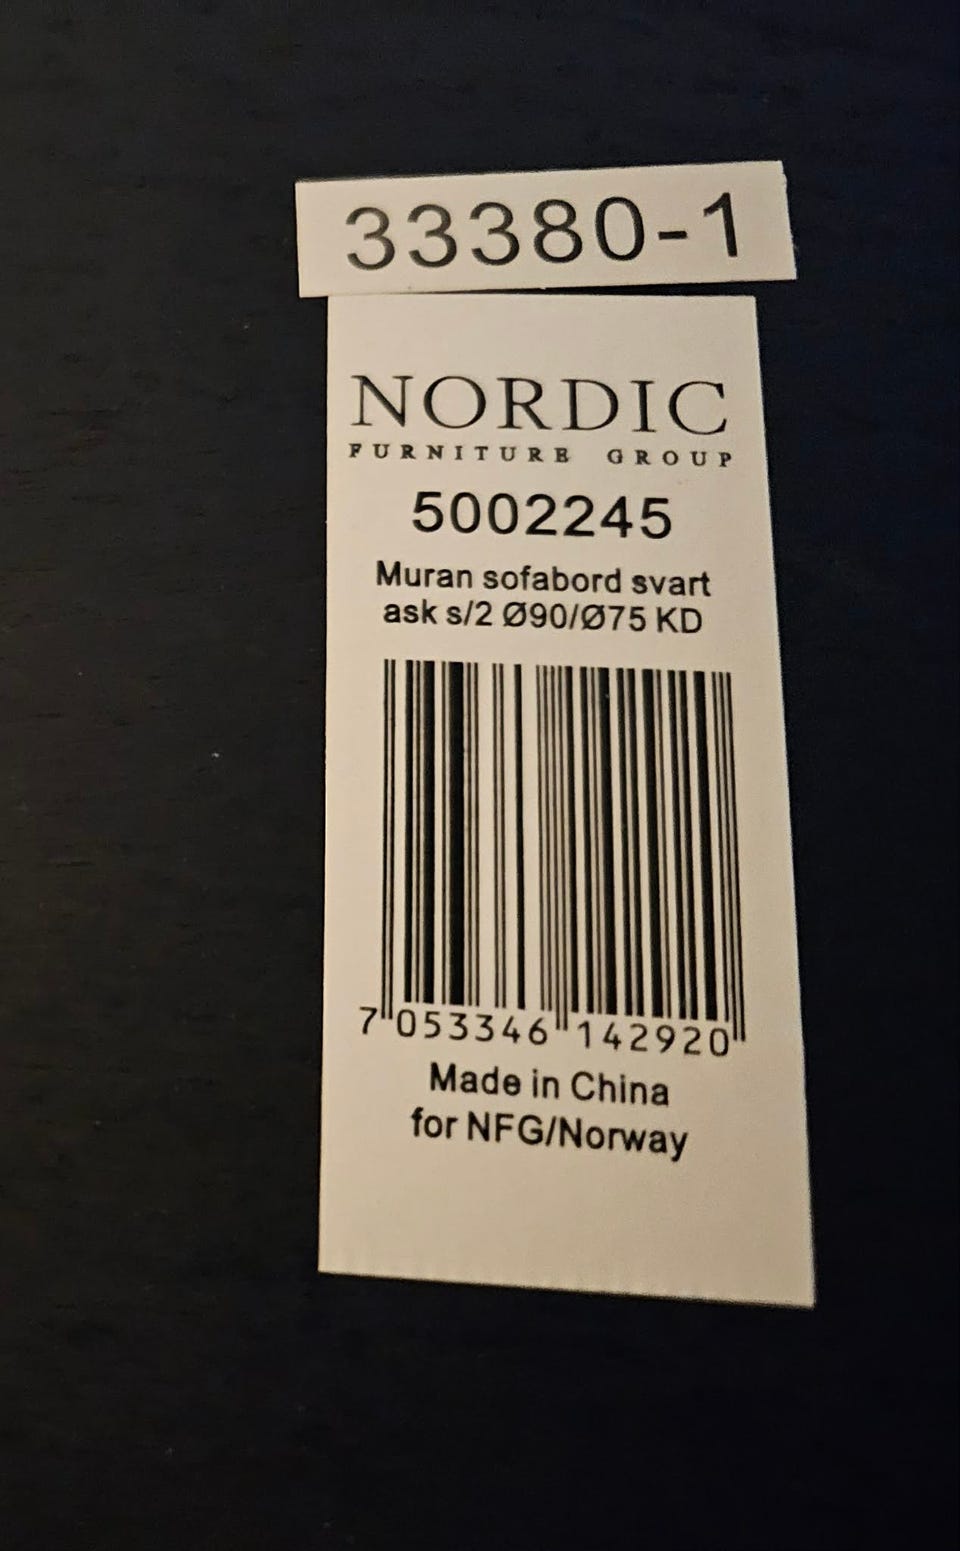 33380-1
NORDIC
FURNITURE GROUP
5002245
Muran sofabord svart
ask s/2 Ø90/Ø75 KD
7 053346 142920
Made in China
for NFG/Norway